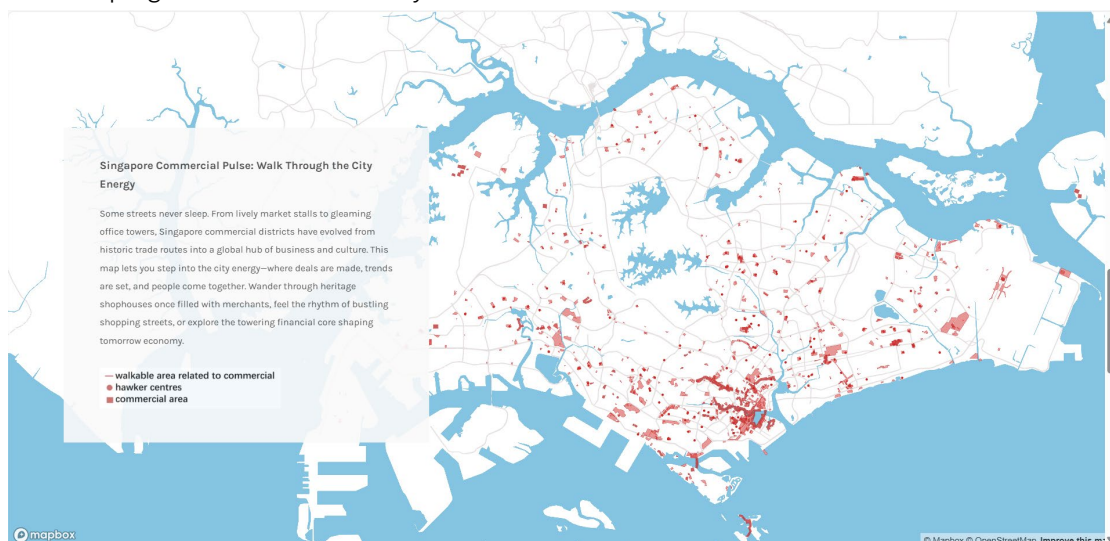 Singapore Commercial Pulse: Walk Through the City
Energy
Some streets never sleep. From lively market stalls to gleaming
office towers, Singapore commercial districts have evolved from
historic trade routes into a global hub of business and culture. This
map lets you step into the city energy—where deals are made, trends
are set, and people come together. Wander through heritage
shophouses once filled with merchants, feel the rhythm of bustling
shopping streets, or explore the towering financial core shaping
tomorrow economy.
walkable area related to commercial
hawker centres
commercial area
mapbox
© Mapbox © OpenStreetMap Improve this ma